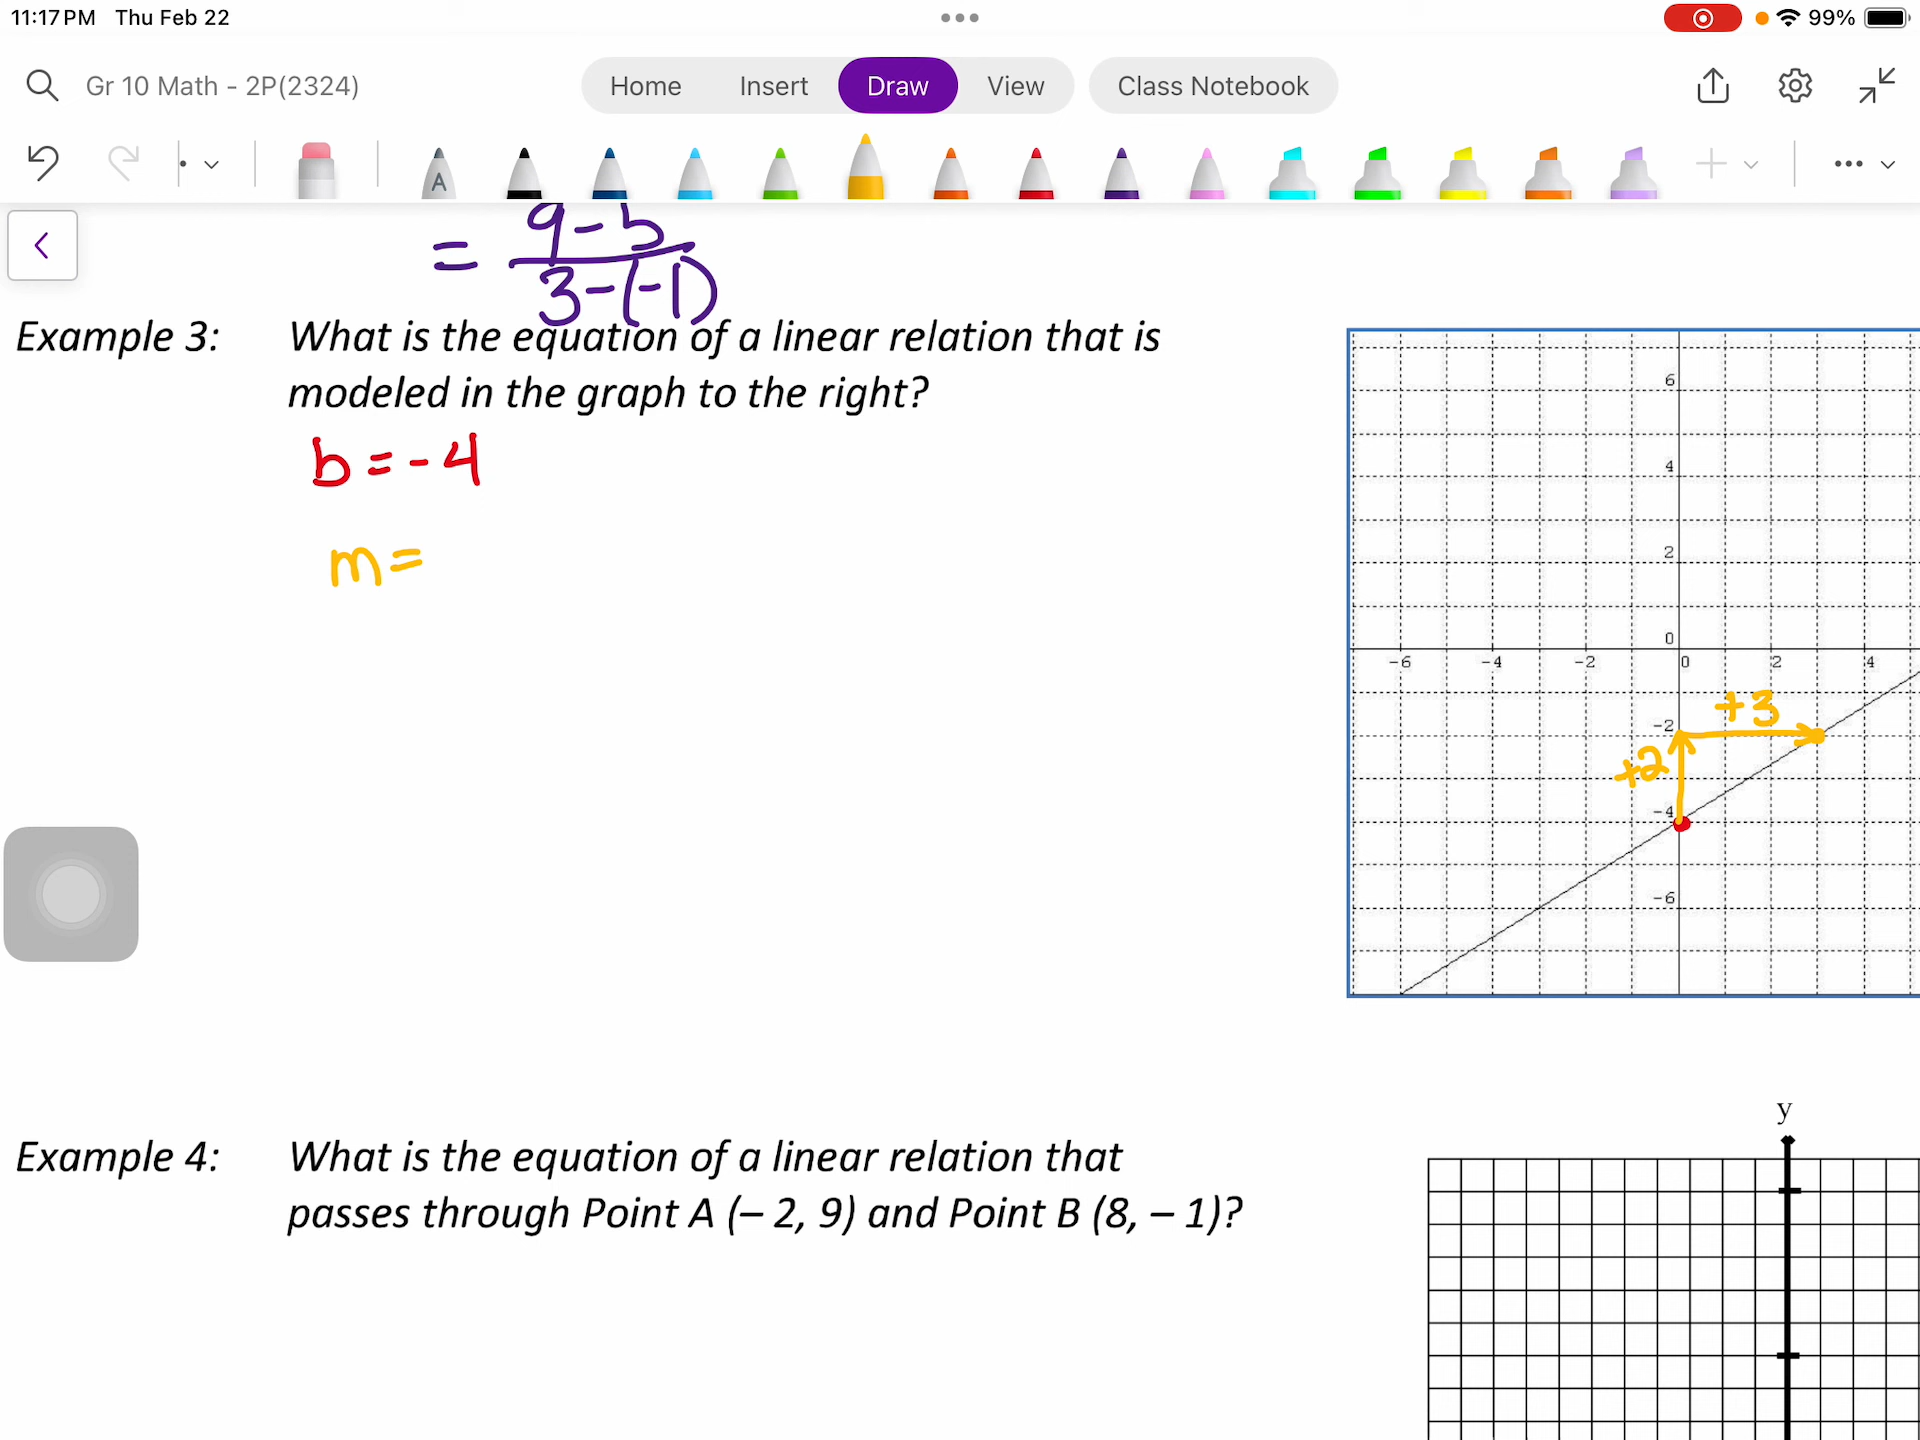 11:17 PM Thu Feb 22
99%
Gr 10 Math - 2P(2324)
Home Insert Draw View Class Notebook
A
= 9-5
3-(-1)
Example 3: What is the equation of a linear relation that is
modeled in the graph to the right?
b = -4
m =
6
4
2
0
-6 -4 -2 0 2 4
-2
-4
-6
+3
+2
Example 4: What is the equation of a linear relation that
passes through Point A (– 2, 9) and Point B (8, – 1)?
y